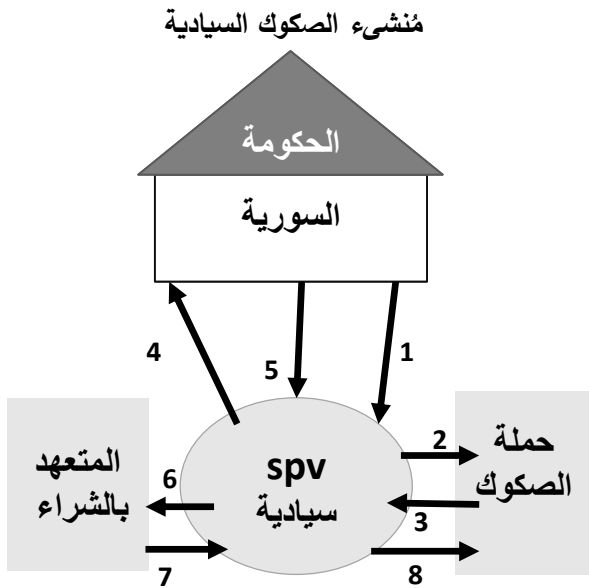 مُنشىء الصكوك السيادية
الحكومة
السورية
4
5
1
المتعهد
بالشراء
6
7
spv
سيادية
2
3
8
حملة
الصكوك